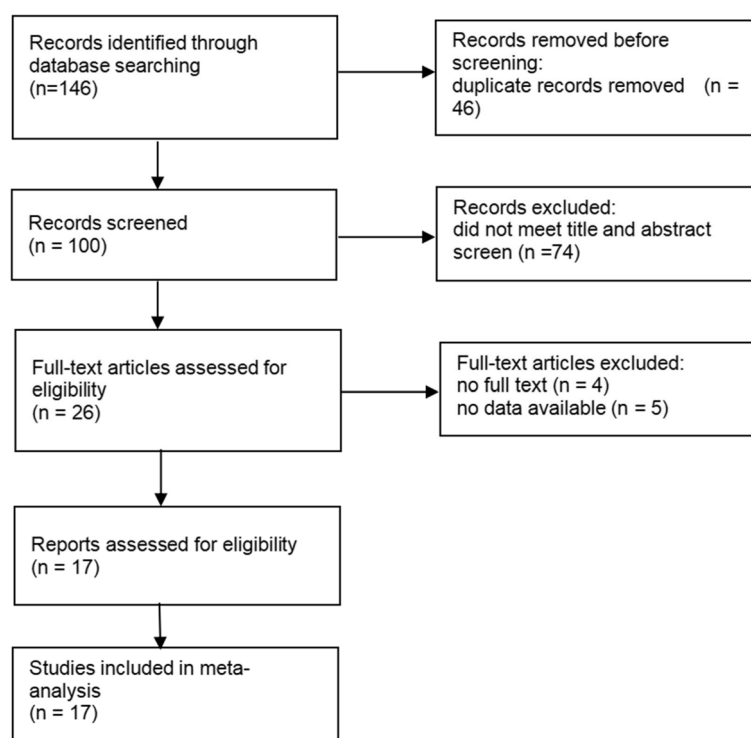 Records identified through
database searching
(n=146)
Records removed before
screening:
duplicate records removed (n =
46)
Records screened
(n = 100)
Records excluded:
did not meet title and abstract
screen (n =74)
Full-text articles assessed for
eligibility
(n = 26)
Full-text articles excluded:
no full text (n = 4)
no data available (n = 5)
Reports assessed for eligibility
(n = 17)
Studies included in meta-
analysis
(n = 17)